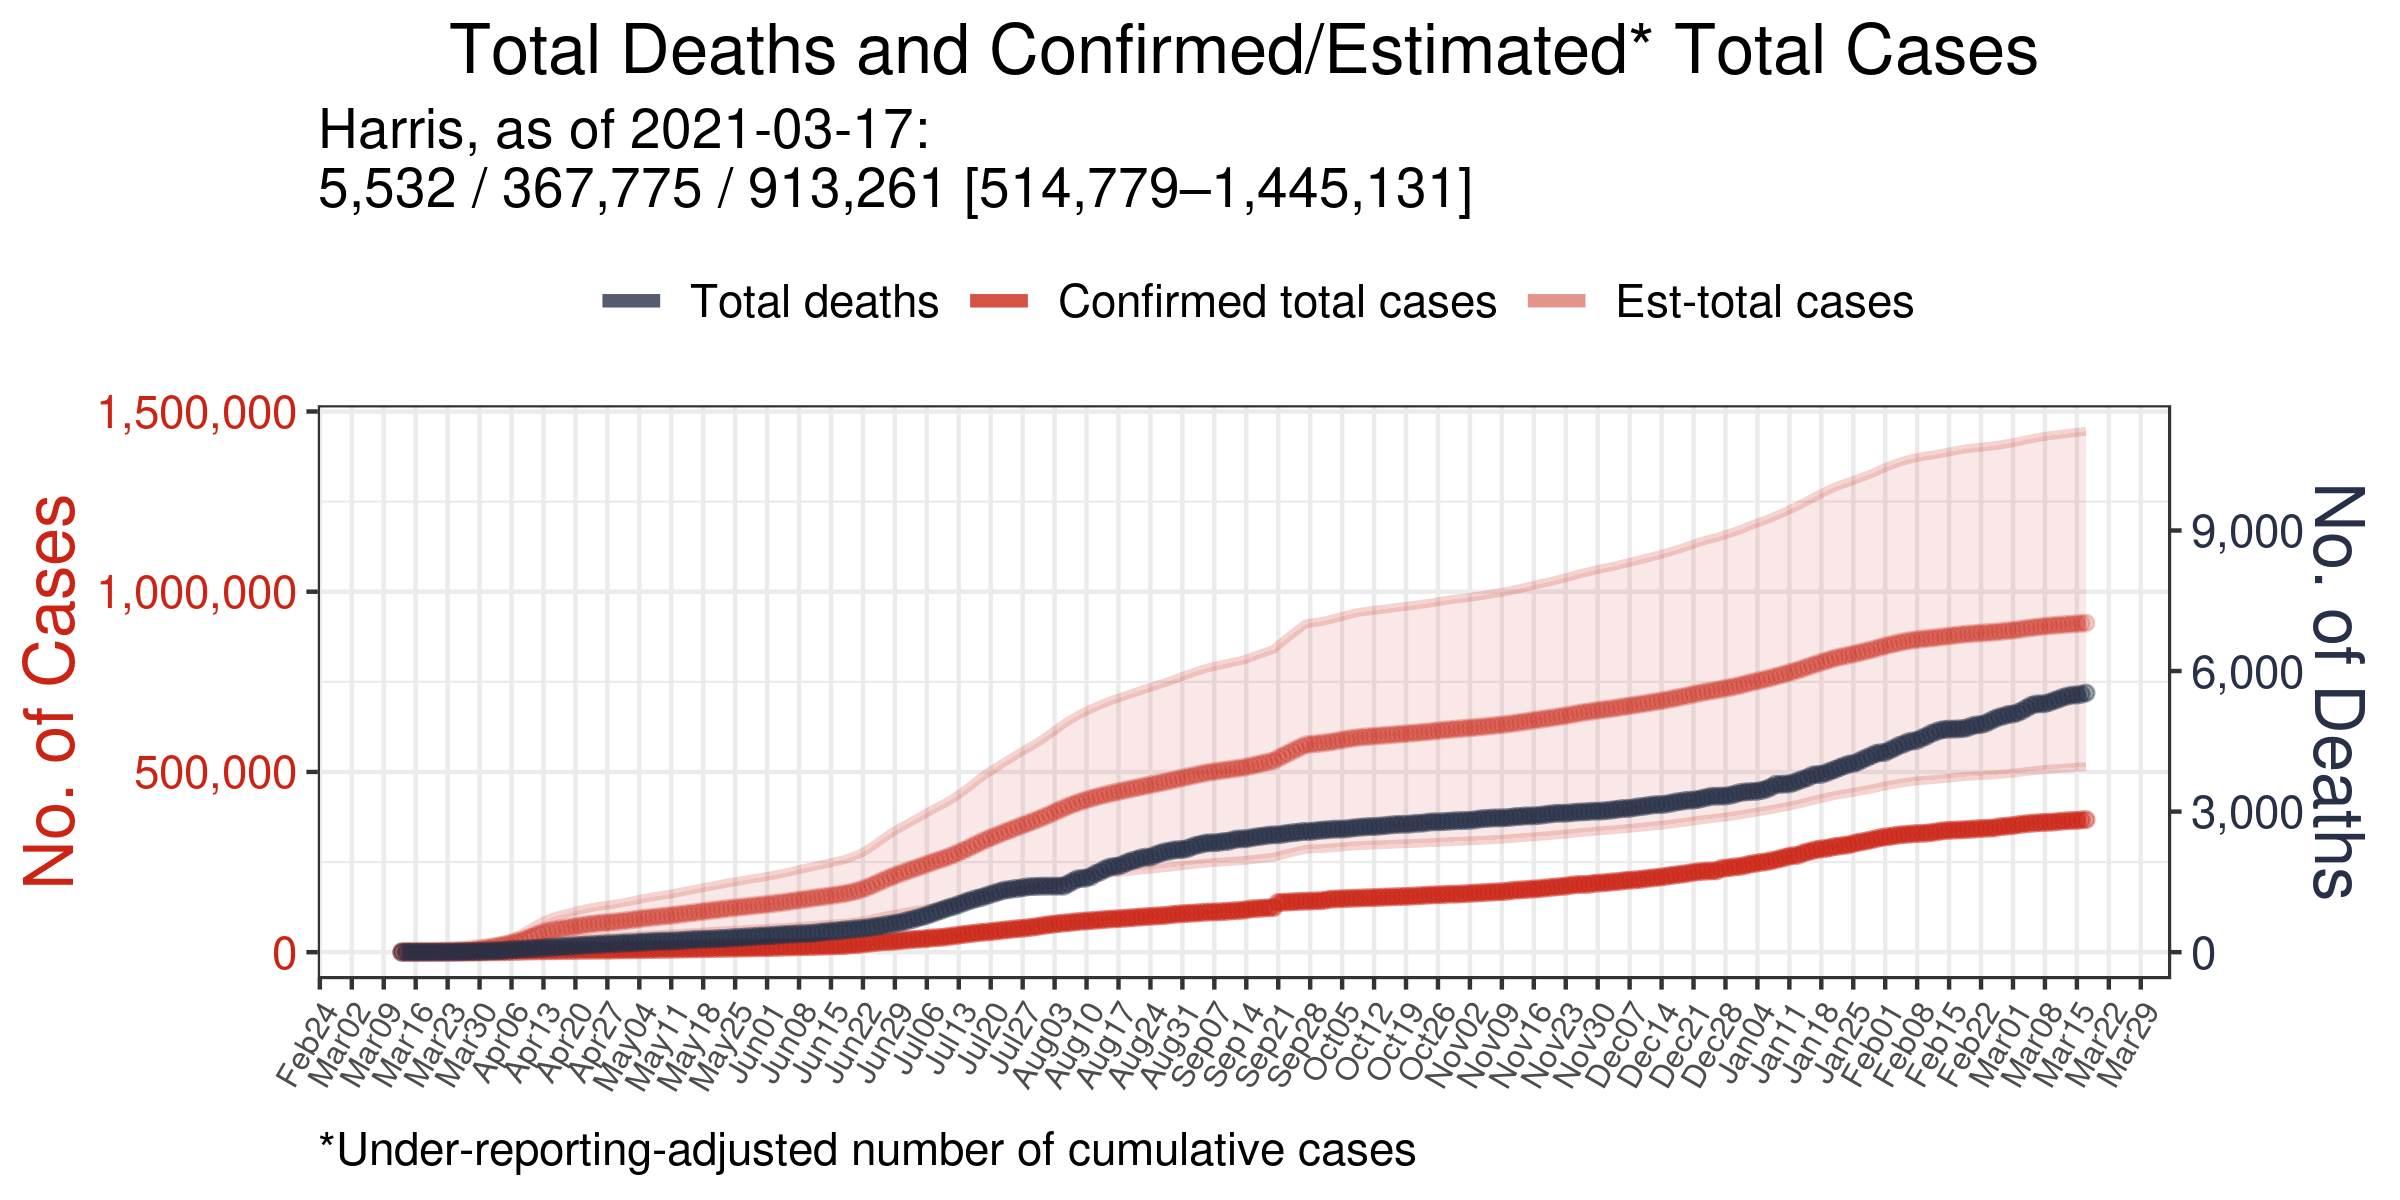 Total Deaths and Confirmed/Estimated* Total Cases
Harris, as of 2021-03-17:
5,532 / 367,775 / 913,261 [514,779–1,445,131]
Total deaths
Confirmed total cases
Est-total cases
No. of Cases
1,500,000
1,000,000
500,000
0
No. of Deaths
9,000
6,000
3,000
0
Feb24
Mar02
Mar09
Mar16
Mar23
Mar30
Apr06
Apr13
Apr20
Apr27
May04
May11
May18
May25
Jun01
Jun08
Jun15
Jun22
Jun29
Jul06
Jul13
Jul20
Jul27
Aug03
Aug10
Aug17
Aug24
Aug31
Sep07
Sep14
Sep21
Sep28
Oct05
Oct12
Oct19
Oct26
Nov02
Nov09
Nov16
Nov23
Nov30
Dec07
Dec14
Dec21
Dec28
Jan04
Jan11
Jan18
Jan25
Feb01
Feb08
Feb15
Feb22
Mar01
Mar08
Mar15
Mar22
Mar29
*Under-reporting-adjusted number of cumulative cases